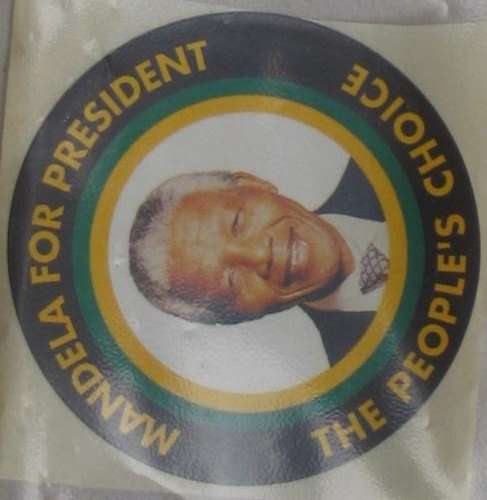 MANDELA FOR PRESIDENT
THE PEOPLE'S CHOICE